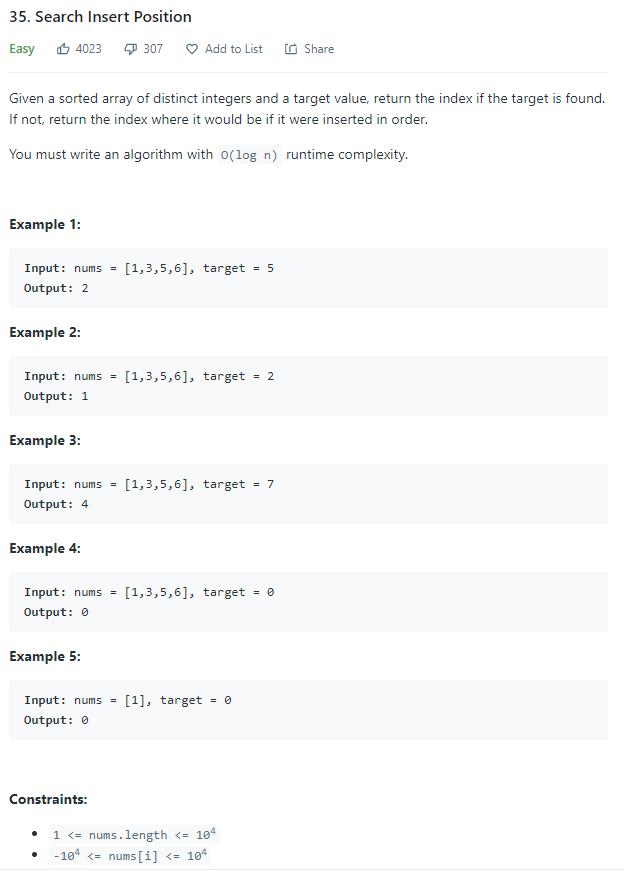 35. Search Insert Position
Easy 4023 307 Add to List Share
Given a sorted array of distinct integers and a target value, return the index if the target is found.
If not, return the index where it would be if it were inserted in order.
You must write an algorithm with O(log n) runtime complexity.
Example 1:
Input: nums = [1,3,5,6], target = 5
Output: 2
Example 2:
Input: nums = [1,3,5,6], target = 2
Output: 1
Example 3:
Input: nums = [1,3,5,6], target = 7
Output: 4
Example 4:
Input: nums = [1,3,5,6], target = 0
Output: 0
Example 5:
Input: nums = [1], target = 0
Output: 0
Constraints:
• 1 <= nums.length <= 10⁴
• -10⁴ <= nums[i] <= 10⁴